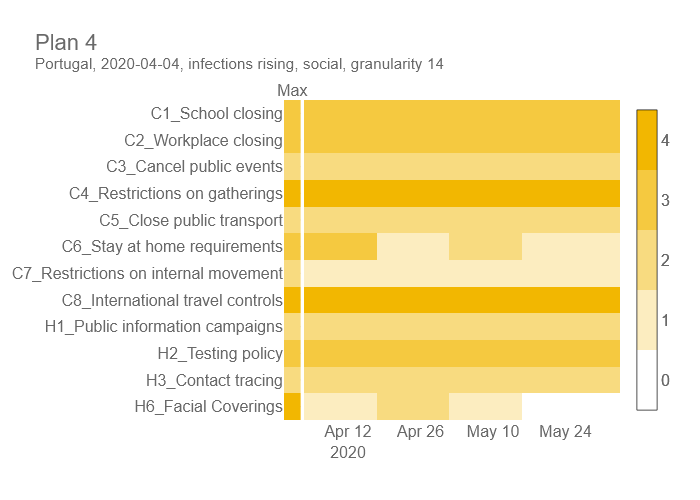 Plan 4
Portugal, 2020-04-04, infections rising, social, granularity 14
Max
C1_School closing
C2_Workplace closing
C3_Cancel public events
C4_Restrictions on gatherings
C5_Close public transport
C6_Stay at home requirements
C7_Restrictions on internal movement
C8_International travel controls
H1_Public information campaigns
H2_Testing policy
H3_Contact tracing
H6_Facial Coverings
Apr 12 Apr 26 May 10 May 24
2020
4
3
2
1
0